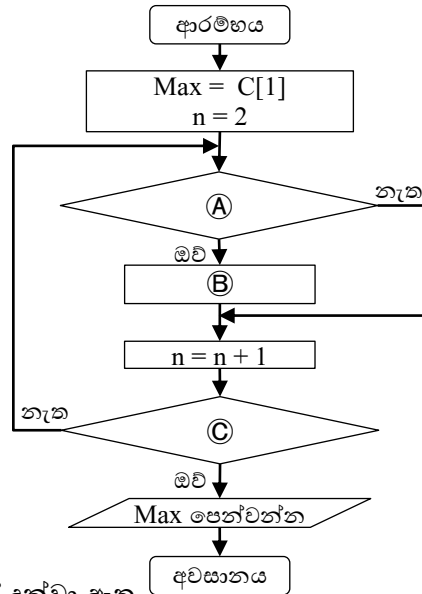 ආරම්භය
Max = C[1]
n = 2
Ⓐ
නැත
ඔව්
Ⓑ
n = n + 1
නැත
Ⓒ
ඔව්
Max පෙන්වන්න
අවසානය